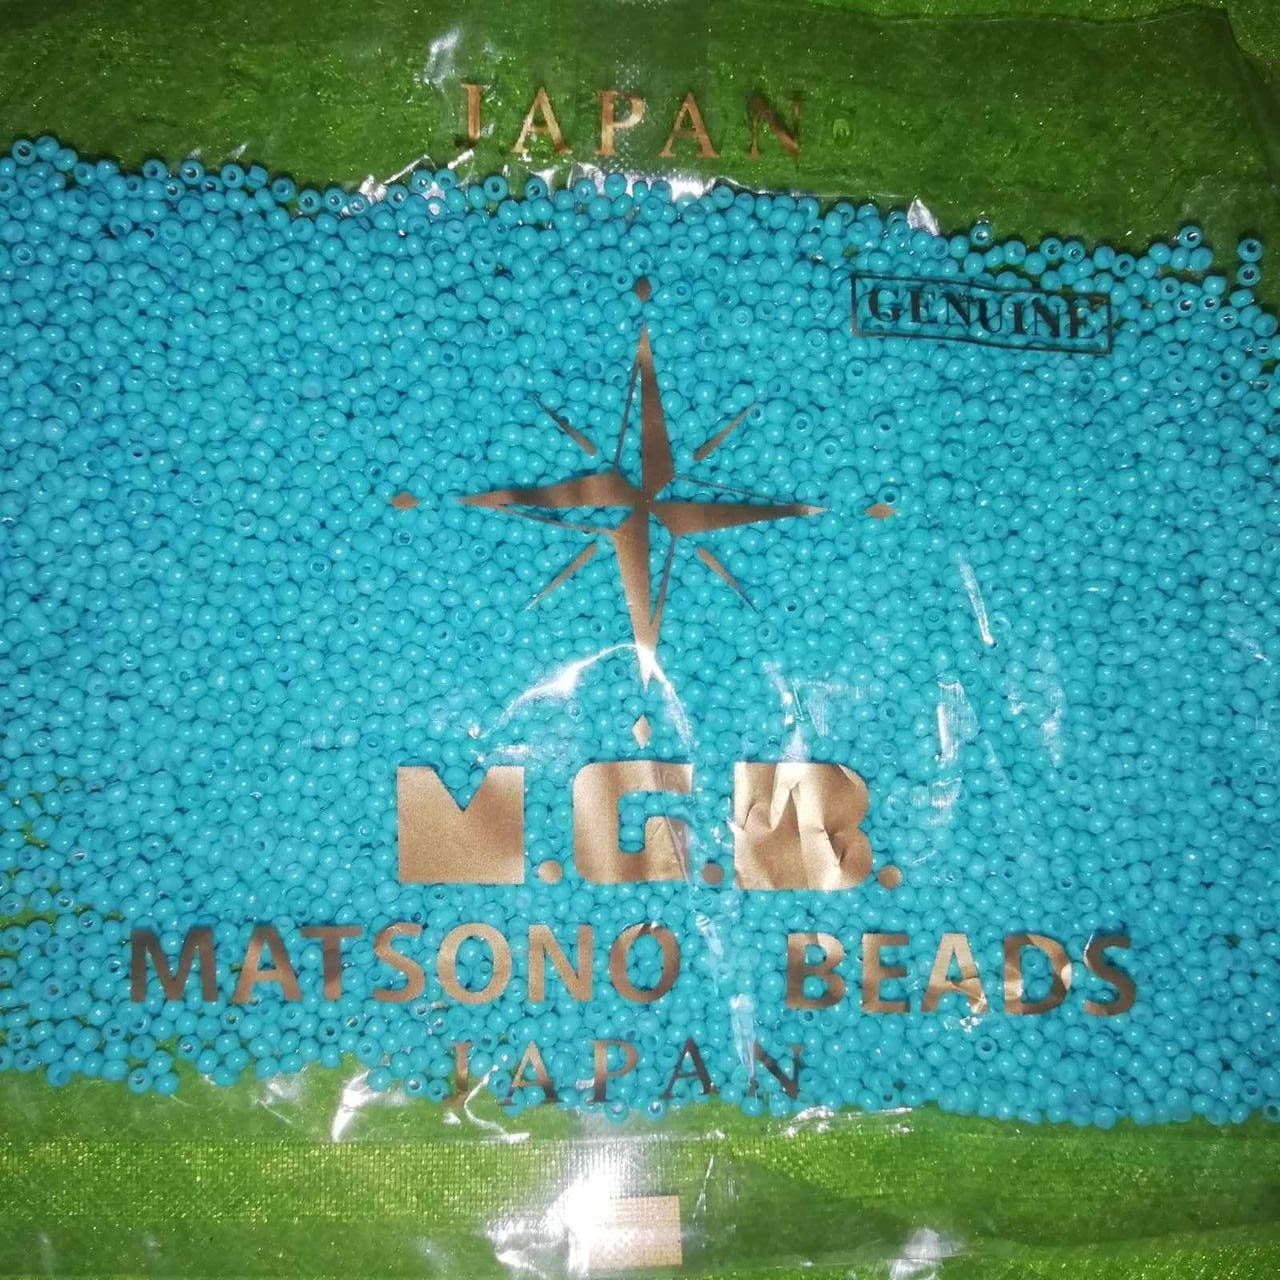 JAPAN
GENUINE
M.G.B.
MATSONO BEADS
JAPAN